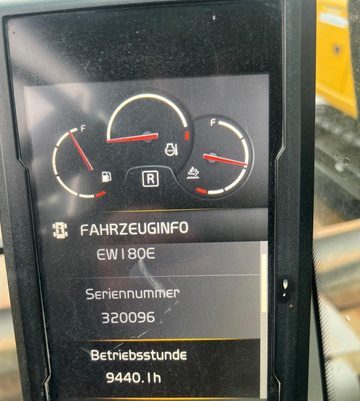 F
F
R
FAHRZEUGINFO
EW180E
Seriennummer
320096
Betriebsstunde
9440.1h